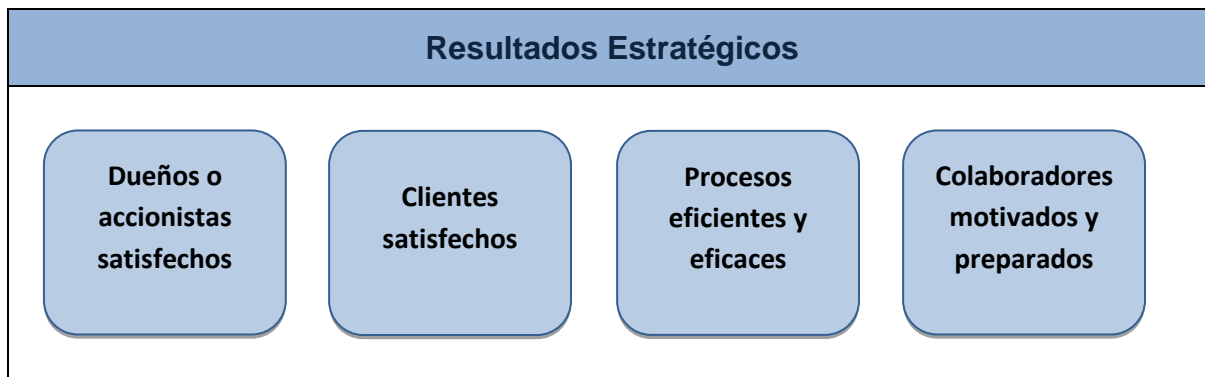 Resultados Estratégicos
Dueños o
accionistas
satisfechos
Clientes
satisfechos
Procesos
eficientes y
eficaces
Colaboradores
motivados y
preparados